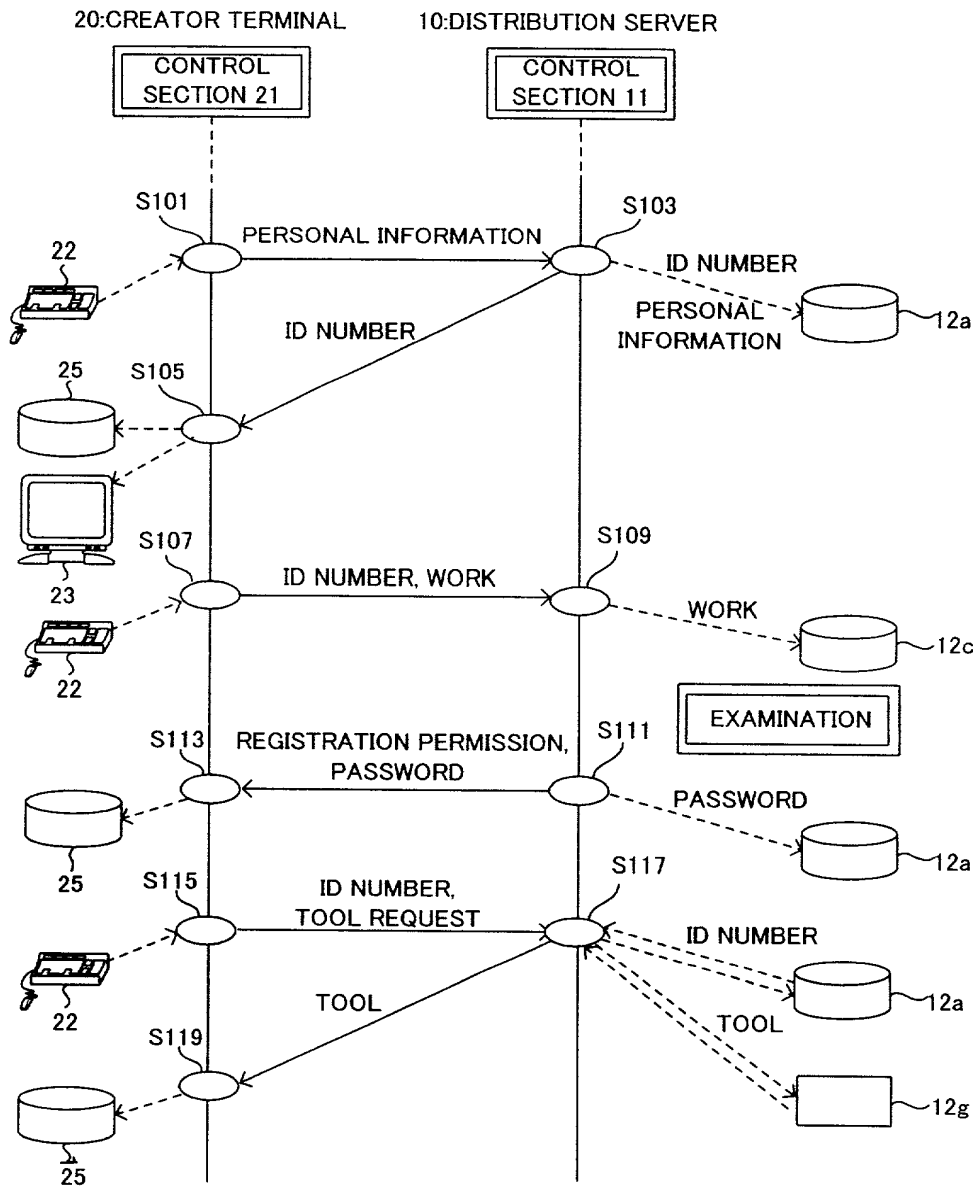 20:CREATOR TERMINAL
10:DISTRIBUTION SERVER
CONTROL
SECTION 21
CONTROL
SECTION 11
S101
PERSONAL INFORMATION
S103
22
ID NUMBER
PERSONAL
INFORMATION
12a
ID NUMBER
25
S105
23
S107
ID NUMBER, WORK
S109
WORK
12c
22
EXAMINATION
S113
REGISTRATION PERMISSION,
PASSWORD
S111
PASSWORD
25
12a
S115
ID NUMBER,
TOOL REQUEST
S117
ID NUMBER
22
12a
TOOL
TOOL
S119
12g
25